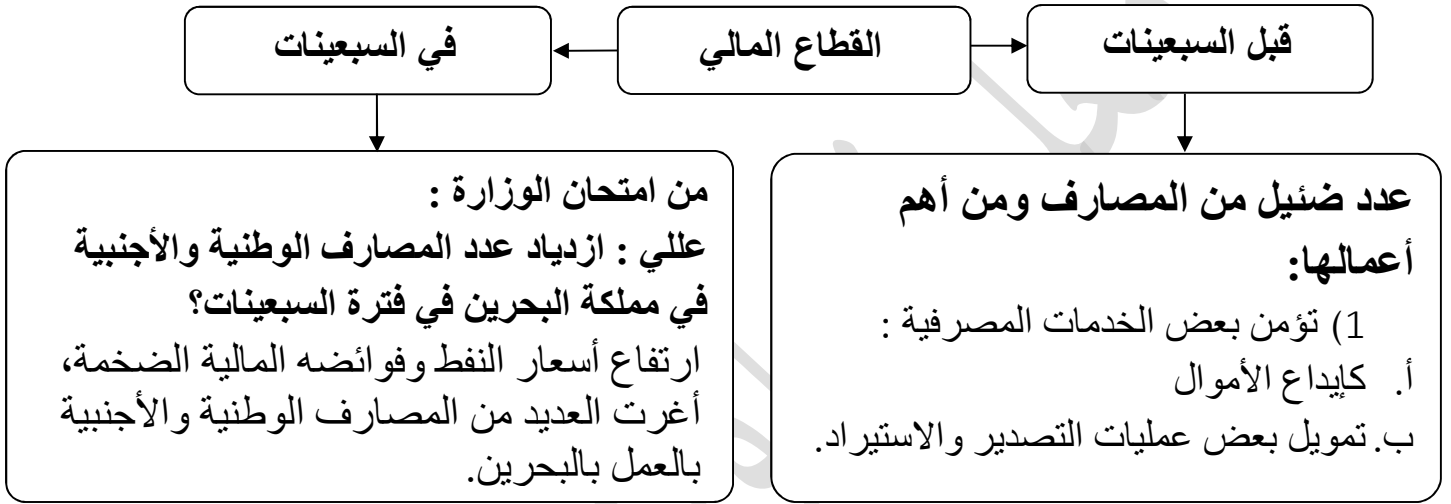 قبل السبعينات
القطاع المالي
في السبعينات
عدد ضئيل من المصارف ومن أهم
أعمالها:
1) تؤمن بعض الخدمات المصرفية :
أ. كإيداع الأموال
ب. تمويل بعض عمليات التصدير والاستيراد.
من امتحان الوزارة :
عللي : ازدياد عدد المصارف الوطنية والأجنبية
في مملكة البحرين في فترة السبعينات؟
ارتفاع أسعار النفط وفوائضه المالية الضخمة،
أغرت العديد من المصارف الوطنية والأجنبية
بالعمل بالبحرين.